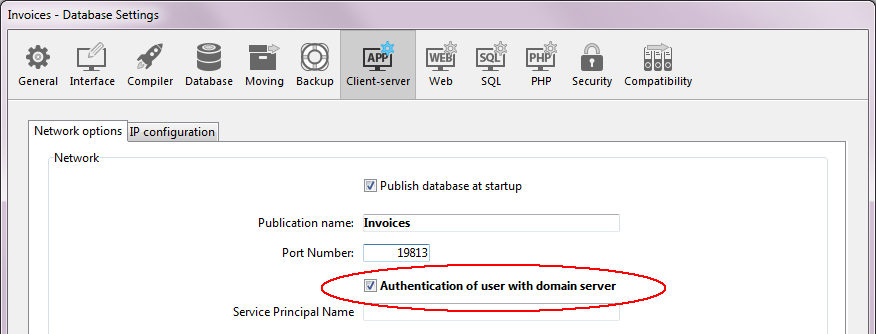 Invoices - Database Settings
APP WEB SQL PHP
General Interface Compiler Database Moving Backup Client-server Web SQL PHP Security Compatibility
Network options IP configuration
Network
Publish database at startup
Publication name: Invoices
Port Number: 19813
Authentication of user with domain server
Service Principal Name